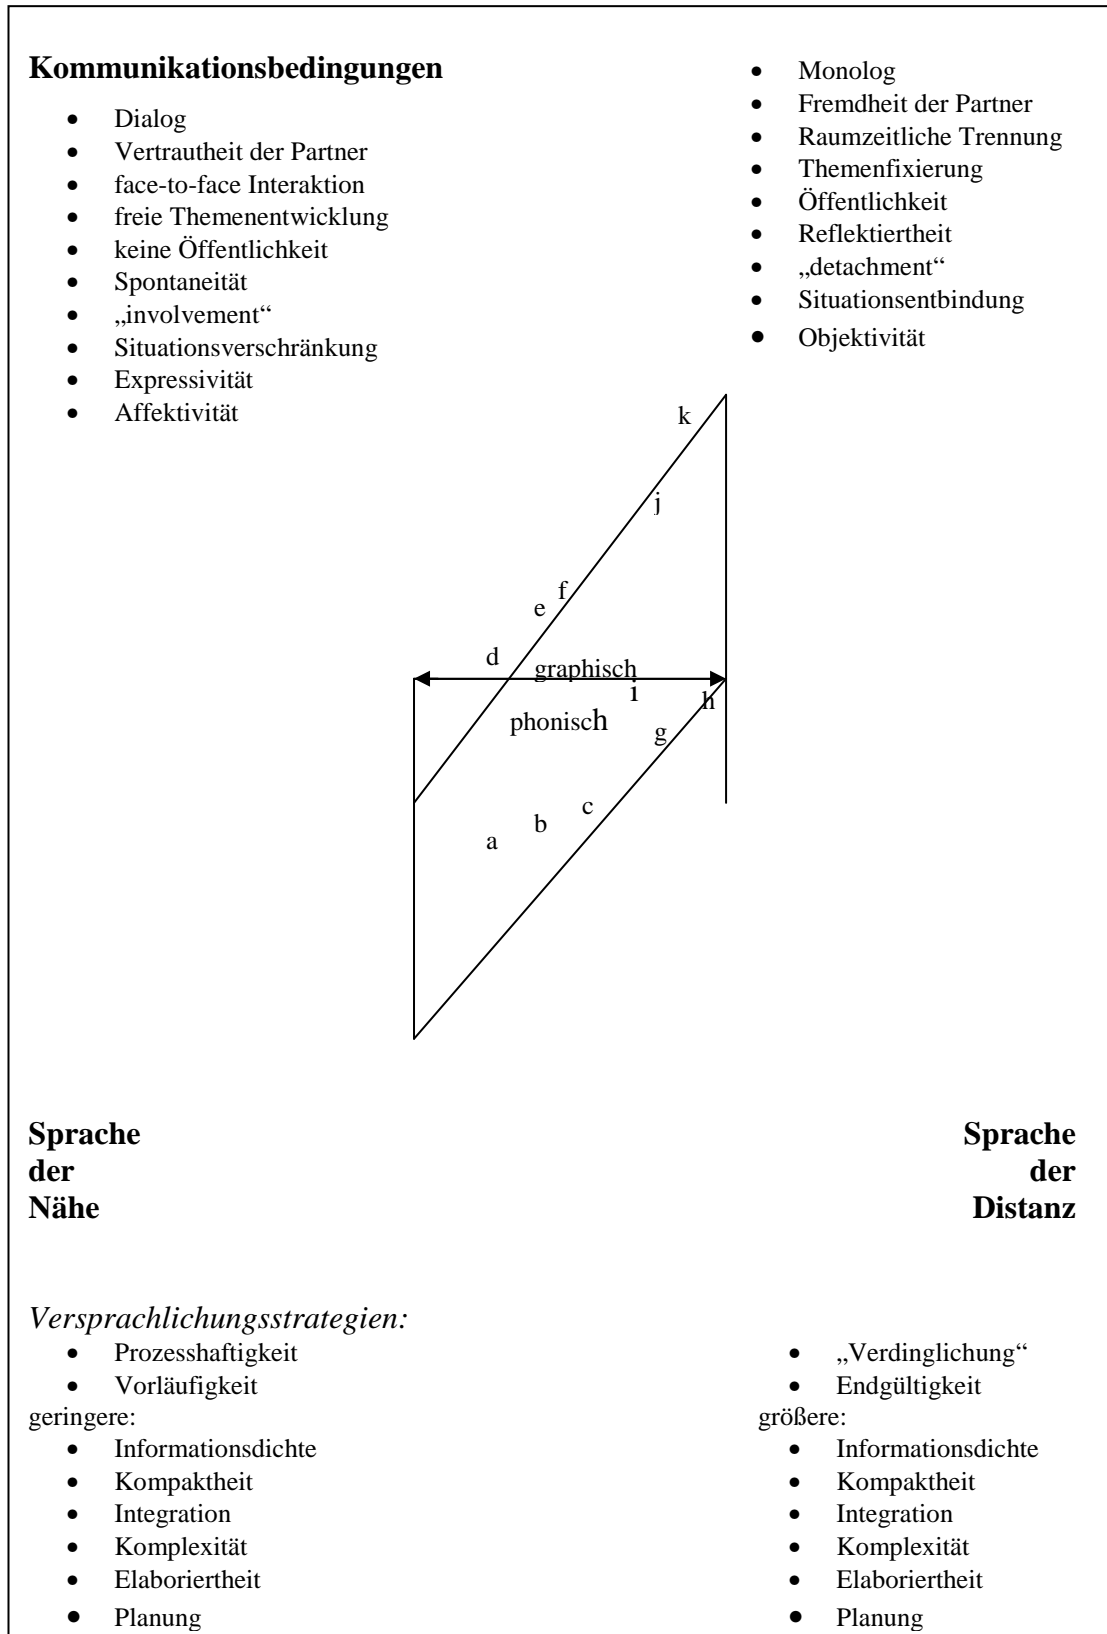 Kommunikationsbedingungen
• Dialog
• Vertrautheit der Partner
• face-to-face Interaktion
• freie Themenentwicklung
• keine Öffentlichkeit
• Spontaneität
• „involvement“
• Situationsverschränkung
• Expressivität
• Affektivität
• Monolog
• Fremdheit der Partner
• Raumzeitliche Trennung
• Themenfixierung
• Öffentlichkeit
• Reflektiertheit
• „detachment“
• Situationsentbindung
• Objektivität
k
j
f
e
d
graphisch
i
h
phonisch
g
c
b
a
Sprache
der
Nähe
Sprache
der
Distanz
Versprachlichungsstrategien:
• Prozesshaftigkeit
• Vorläufigkeit
geringere:
• Informationsdichte
• Kompaktheit
• Integration
• Komplexität
• Elaboriertheit
• Planung
• „Verdinglichung“
• Endgültigkeit
größere:
• Informationsdichte
• Kompaktheit
• Integration
• Komplexität
• Elaboriertheit
• Planung